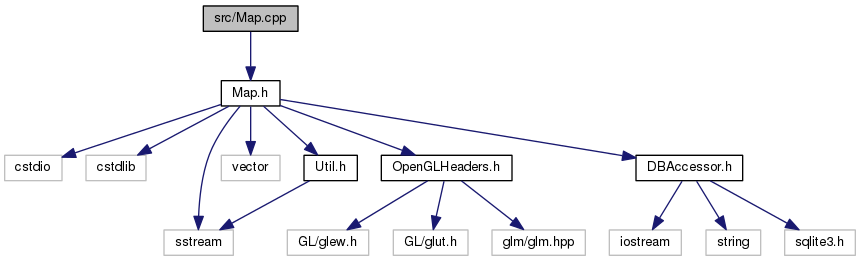 src/Map.cpp
Map.h
cstdio
cstdlib
vector
Util.h
OpenGLHeaders.h
DBAccessor.h
sstream
GL/glew.h
GL/glut.h
glm/glm.hpp
iostream
string
sqlite3.h